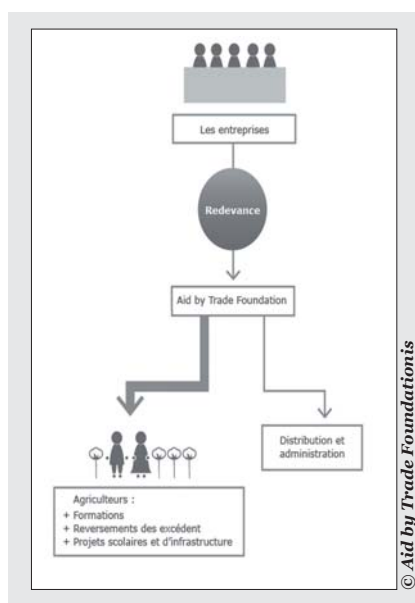 Les entreprises
Redevance
Aid by Trade Foundation
Distribution et
administration
Agriculteurs :
+ Formations
+ Reversements des excédent
+ Projets scolaires et d'infrastructure
© Aid by Trade Foundationis